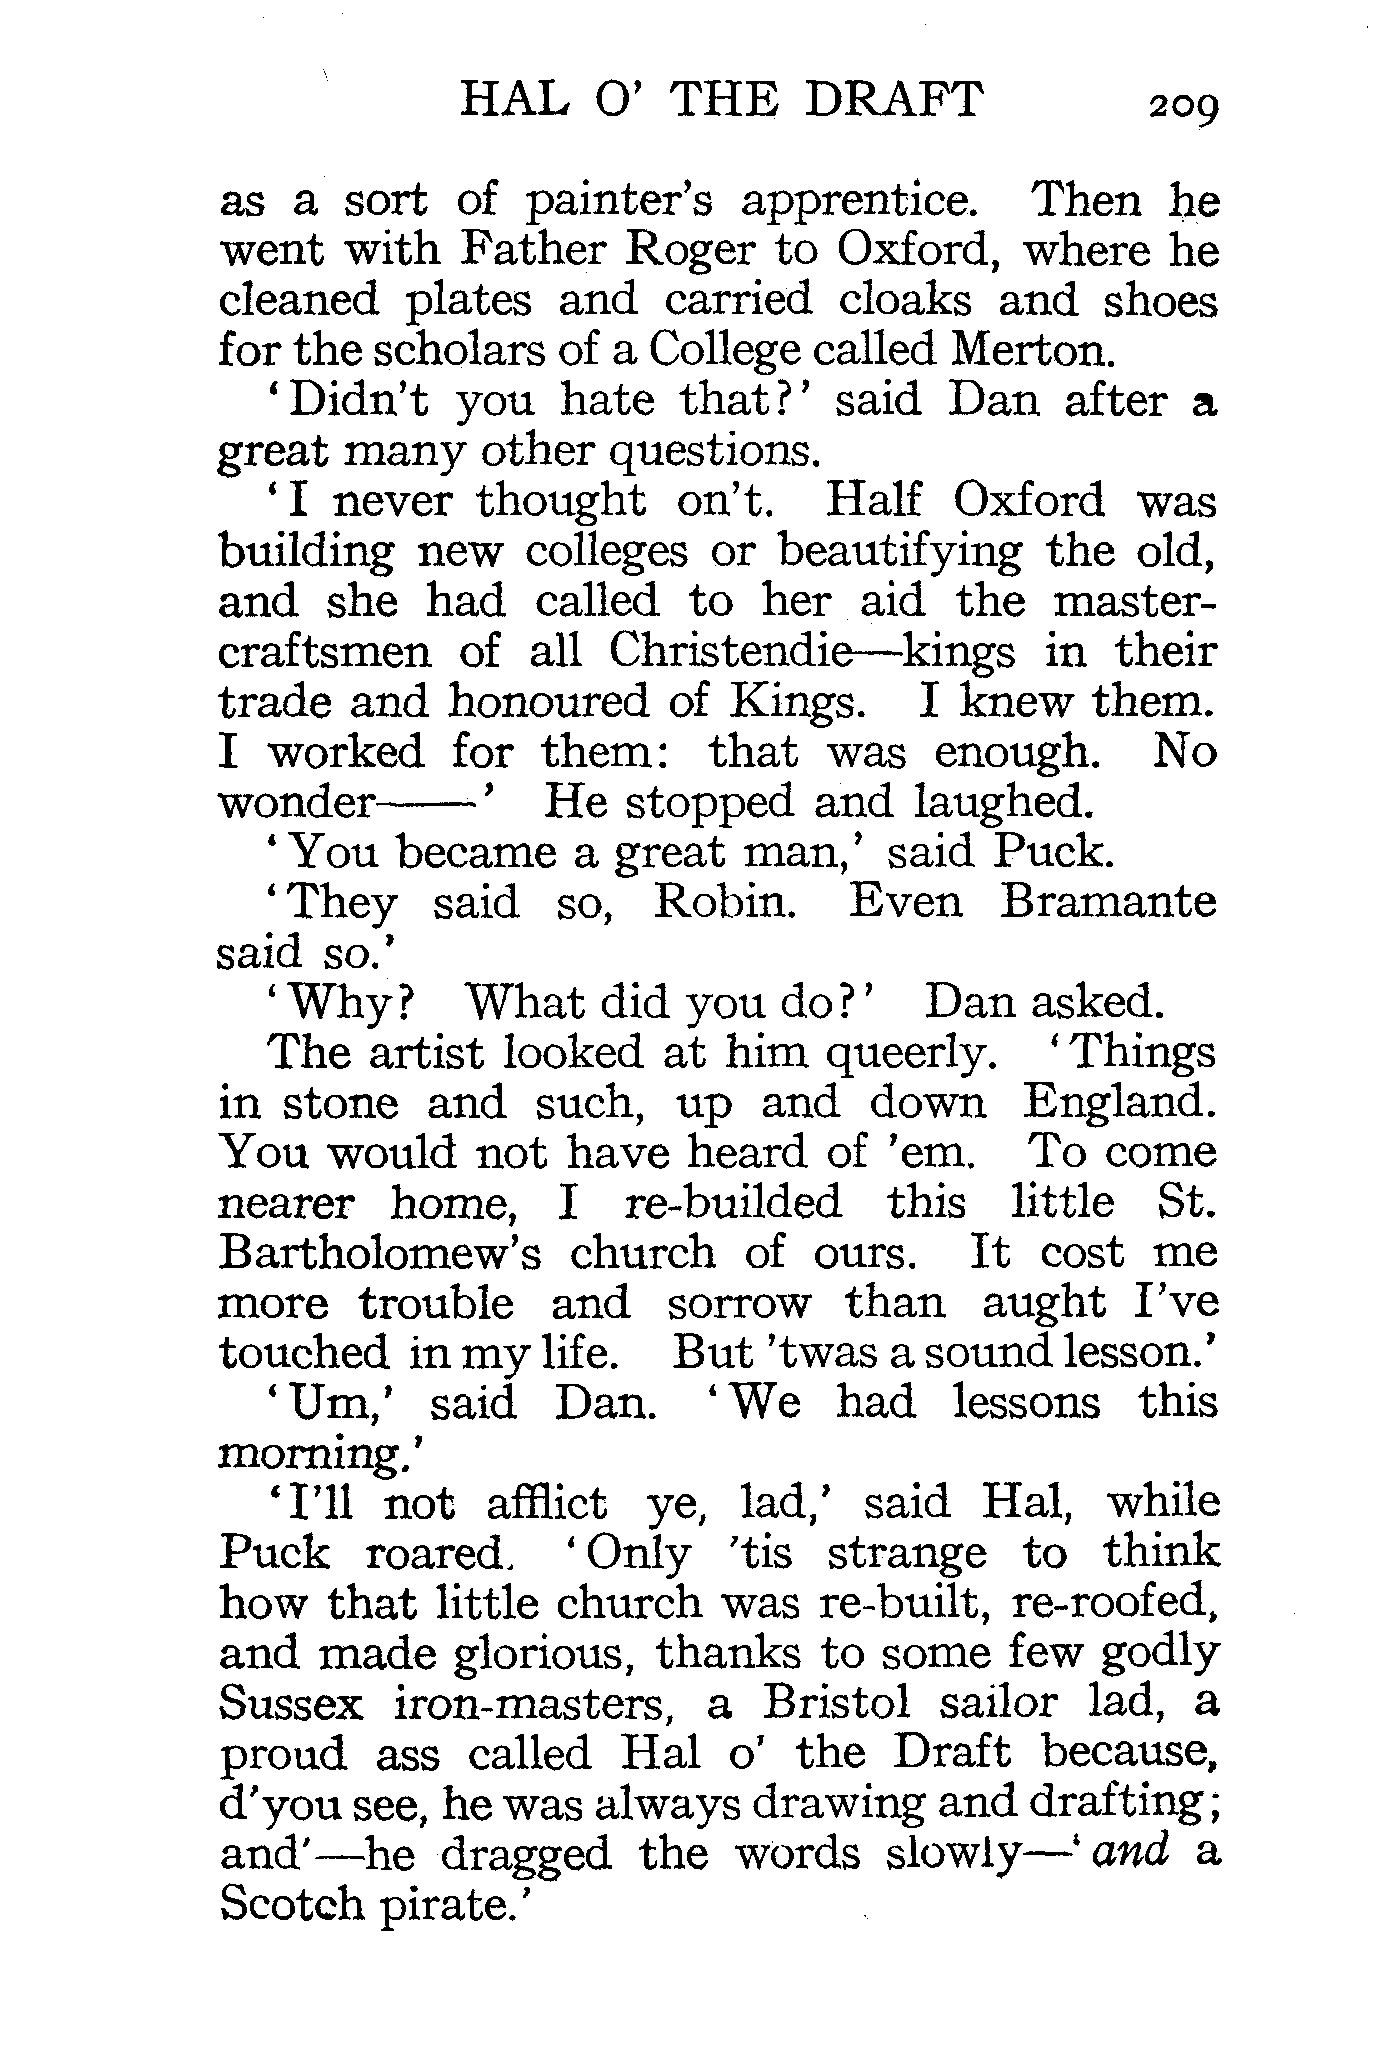 HAL O' THE DRAFT 209
as a sort of painter's apprentice. Then he
went with Father Roger to Oxford, where he
cleaned plates and carried cloaks and shoes
for the scholars of a College called Merton.
‘Didn't you hate that?’ said Dan after a
great many other questions.
‘I never thought on't. Half Oxford was
building new colleges or beautifying the old,
and she had called to her aid the master-
craftsmen of all Christendie—kings in their
trade and honoured of Kings. I knew them.
I worked for them: that was enough. No
wonder——’ He stopped and laughed.
‘You became a great man,’ said Puck.
‘They said so, Robin. Even Bramante
said so.’
‘Why? What did you do?’ Dan asked.
The artist looked at him queerly. ‘Things
in stone and such, up and down England.
You would not have heard of 'em. To come
nearer home, I re-builded this little St.
Bartholomew's church of ours. It cost me
more trouble and sorrow than aught I've
touched in my life. But 'twas a sound lesson.’
‘Um,’ said Dan. ‘We had lessons this
morning.’
‘I'll not afflict ye, lad,’ said Hal, while
Puck roared. ‘Only 'tis strange to think
how that little church was re-built, re-roofed,
and made glorious, thanks to some few godly
Sussex iron-masters, a Bristol sailor lad, a
proud ass called Hal o' the Draft because,
d'you see, he was always drawing and drafting;
and’—he dragged the words slowly—‘and a
Scotch pirate.’